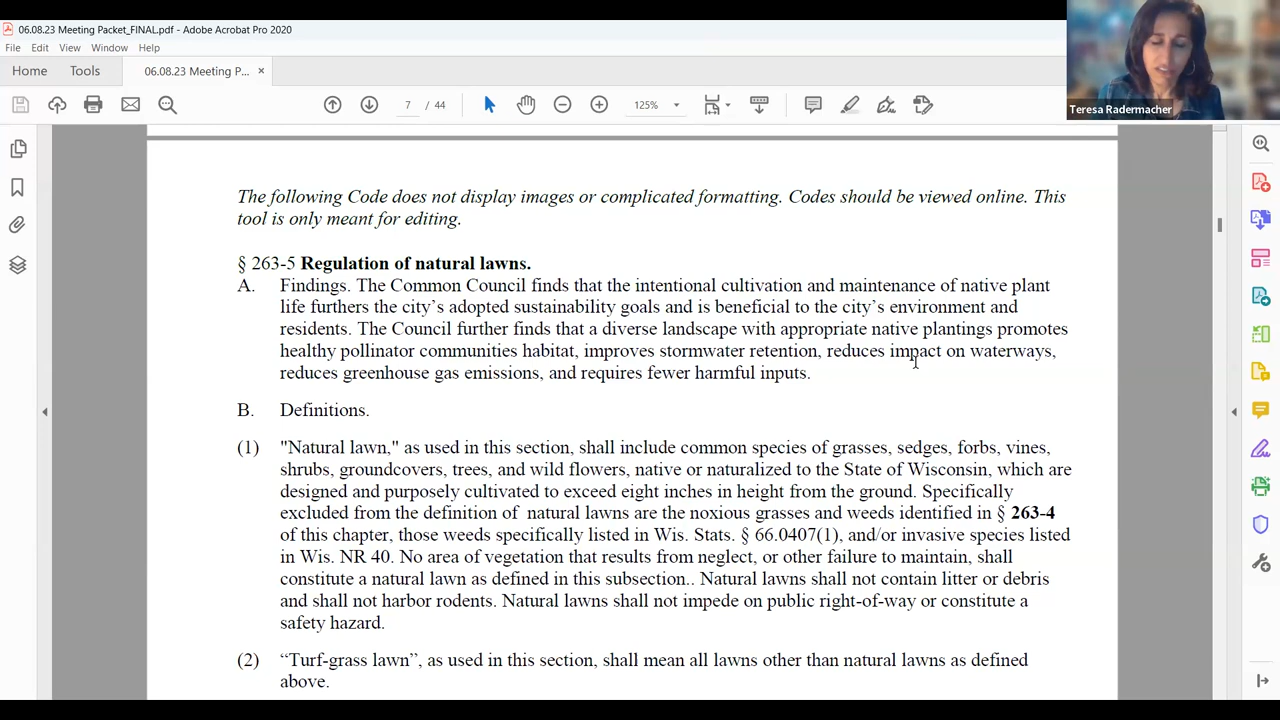 06.08.23 Meeting Packet_FINAL.pdf - Adobe Acrobat Pro 2020
File Edit View Window Help
Home Tools 06.08.23 Meeting P... ×
7 / 44 125%
Teresa Radermacher
The following Code does not display images or complicated formatting. Codes should be viewed online. This
tool is only meant for editing.
§ 263-5 Regulation of natural lawns.
A. Findings. The Common Council finds that the intentional cultivation and maintenance of native plant
life furthers the city’s adopted sustainability goals and is beneficial to the city’s environment and
residents. The Council further finds that a diverse landscape with appropriate native plantings promotes
healthy pollinator communities habitat, improves stormwater retention, reduces impact on waterways,
reduces greenhouse gas emissions, and requires fewer harmful inputs.
B. Definitions.
(1) "Natural lawn," as used in this section, shall include common species of grasses, sedges, forbs, vines,
shrubs, groundcovers, trees, and wild flowers, native or naturalized to the State of Wisconsin, which are
designed and purposely cultivated to exceed eight inches in height from the ground. Specifically
excluded from the definition of natural lawns are the noxious grasses and weeds identified in § 263-4
of this chapter, those weeds specifically listed in Wis. Stats. § 66.0407(1), and/or invasive species listed
in Wis. NR 40. No area of vegetation that results from neglect, or other failure to maintain, shall
constitute a natural lawn as defined in this subsection.. Natural lawns shall not contain litter or debris
and shall not harbor rodents. Natural lawns shall not impede on public right-of-way or constitute a
safety hazard.
(2) “Turf-grass lawn”, as used in this section, shall mean all lawns other than natural lawns as defined
above.